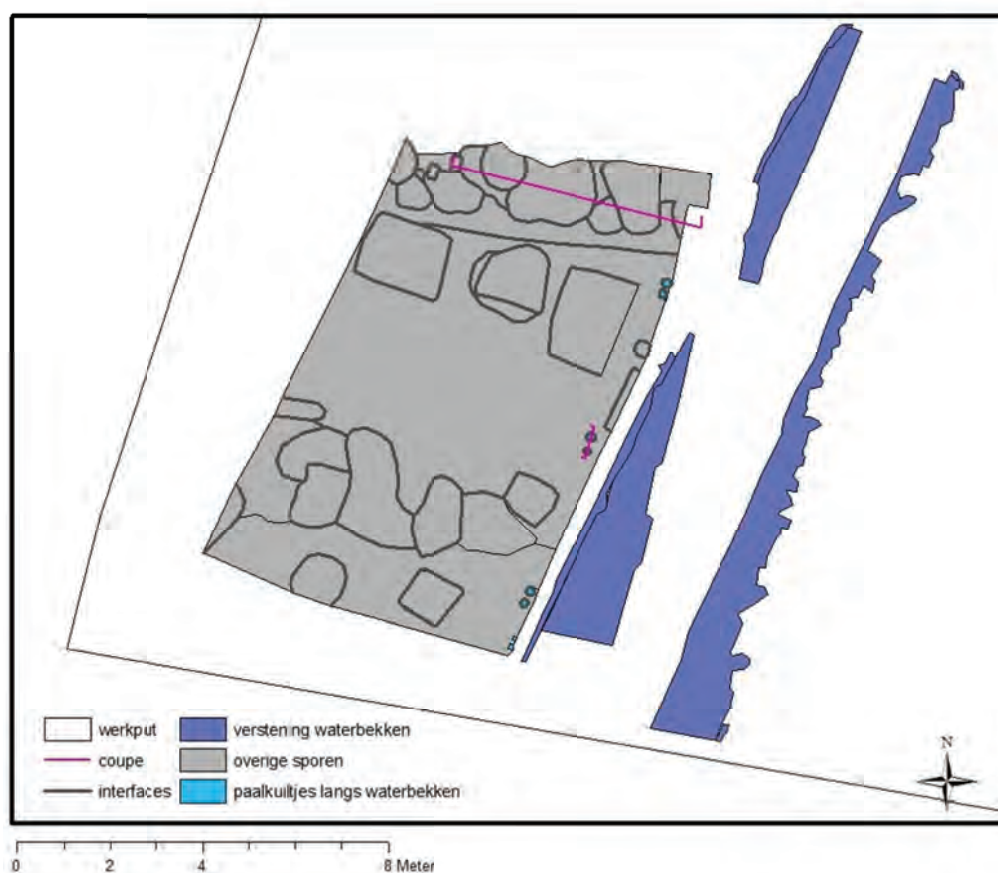 N
werkput
verstening waterbekken
coupe
overige sporen
interfaces
paalkuiltjes langs waterbekken
0 2 4 8 Meter